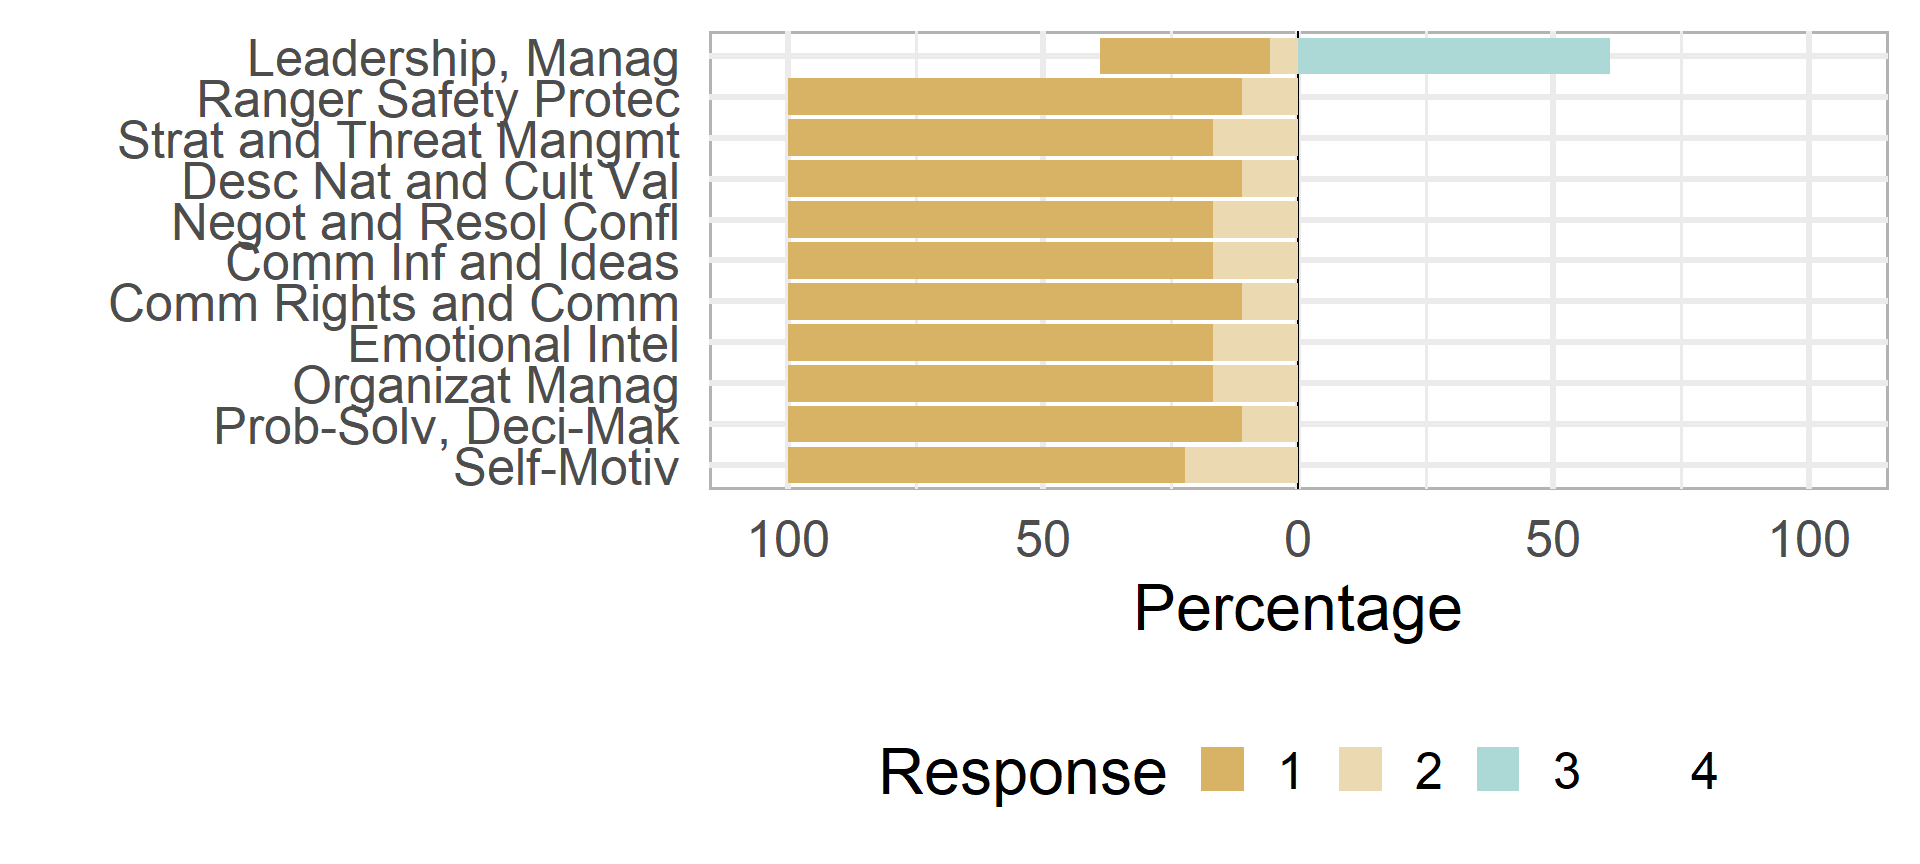 Leadership, Manag
Ranger Safety Protec
Strat and Threat Mangmt
Desc Nat and Cult Val
Negot and Resol Confl
Comm Inf and Ideas
Comm Rights and Comm
Emotional Intel
Organizat Manag
Prob-Solv, Deci-Mak
Self-Motiv
100 50 0 50 100
Percentage
Response 1 2 3 4